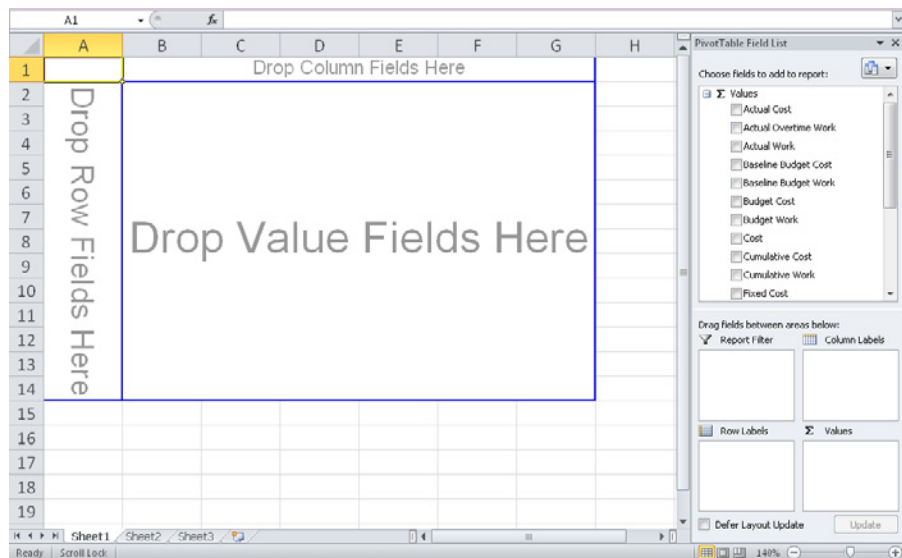 A1
fx
PivotTable Field List
A B C D E F G H
Choose fields to add to report:
1 Drop Column Fields Here
2
3
4
5
6
7
8
9
10
11
12
13
14
15
16
17
18
19
Drop Row Fields Here
Drop Value Fields Here
Σ Values
Actual Cost
Actual Overtime Work
Actual Work
Baseline Budget Cost
Baseline Budget Work
Budget Cost
Budget Work
Cost
Cumulative Cost
Cumulative Work
Fixed Cost
Drag fields between areas below:
Report Filter
Column Labels
Row Labels
Σ Values
Defer Layout Update
Update
Sheet1 Sheet2 Sheet3
Ready Scroll Lock
140%